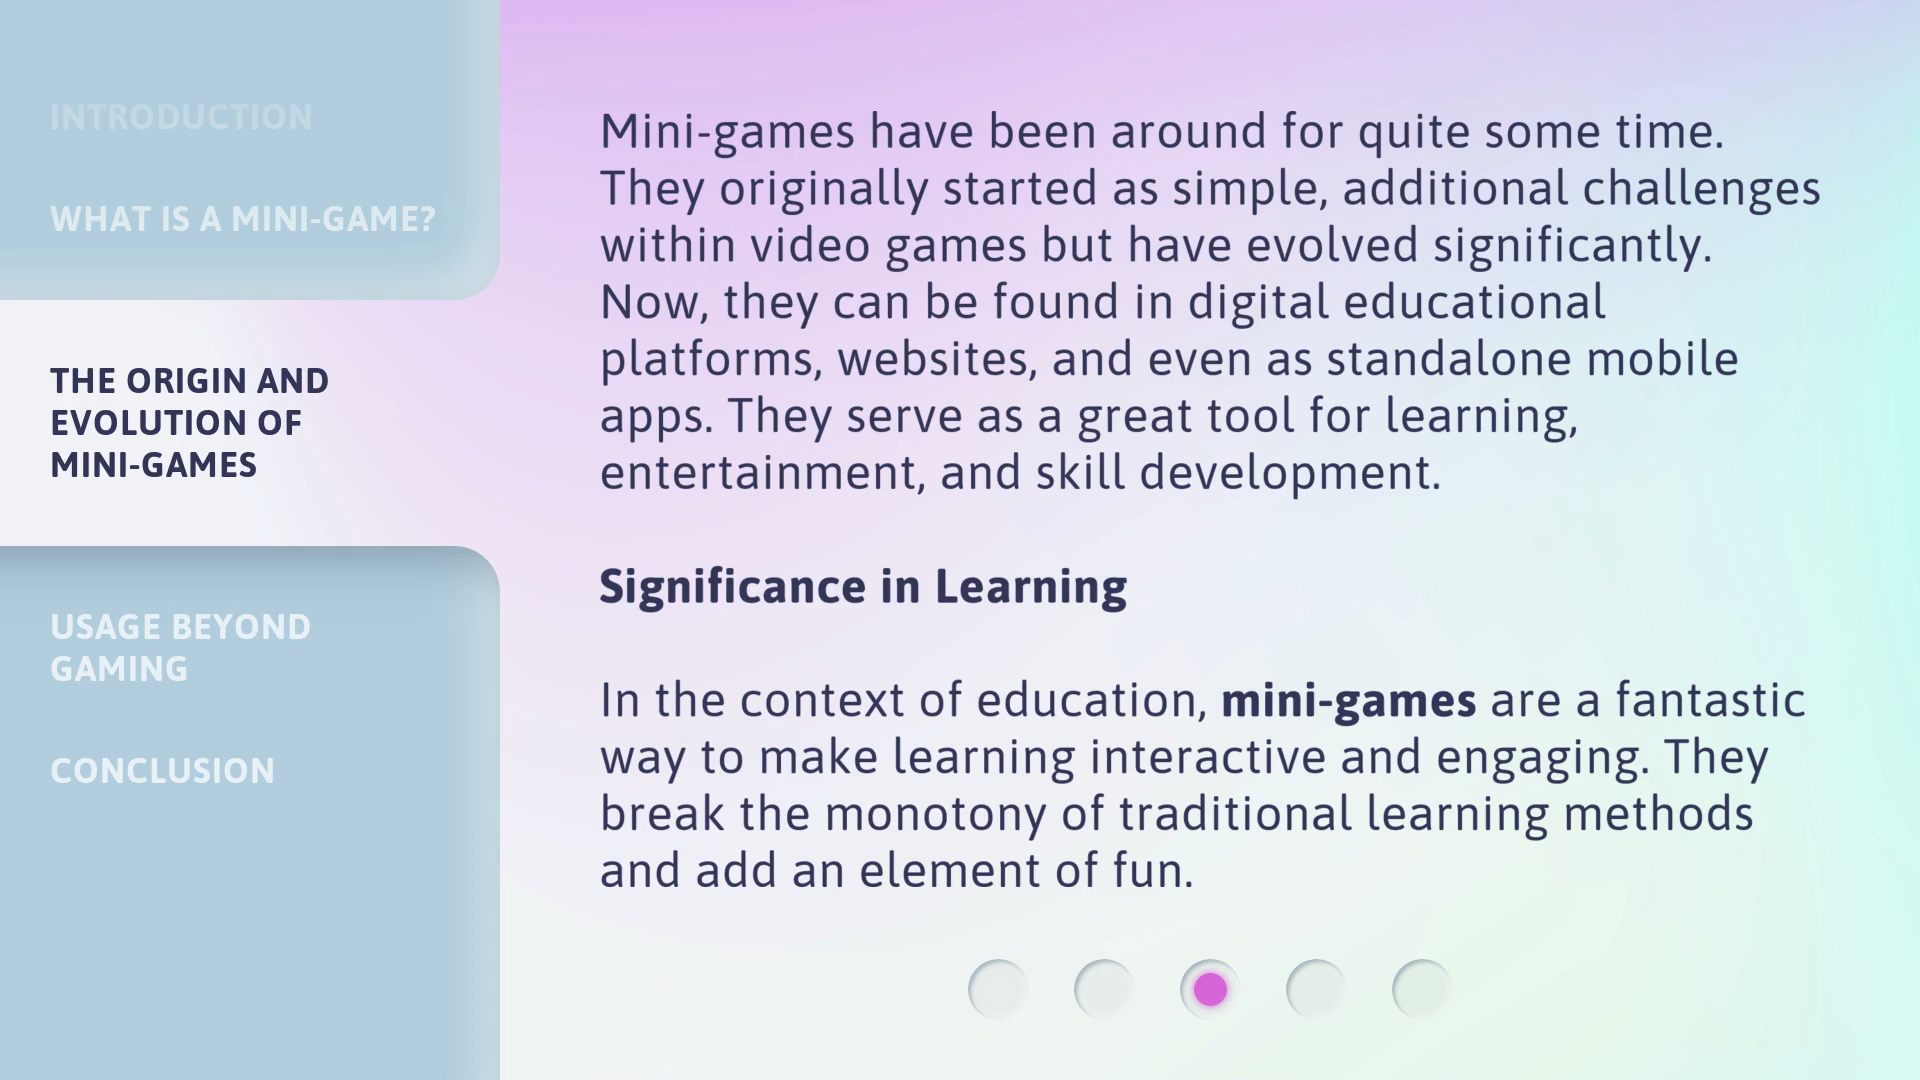 INTRODUCTION
WHAT IS A MINI-GAME?
THE ORIGIN AND
EVOLUTION OF
MINI-GAMES
USAGE BEYOND
GAMING
CONCLUSION
Mini-games have been around for quite some time.
They originally started as simple, additional challenges
within video games but have evolved significantly.
Now, they can be found in digital educational
platforms, websites, and even as standalone mobile
apps. They serve as a great tool for learning,
entertainment, and skill development.
Significance in Learning
In the context of education, mini-games are a fantastic
way to make learning interactive and engaging. They
break the monotony of traditional learning methods
and add an element of fun.